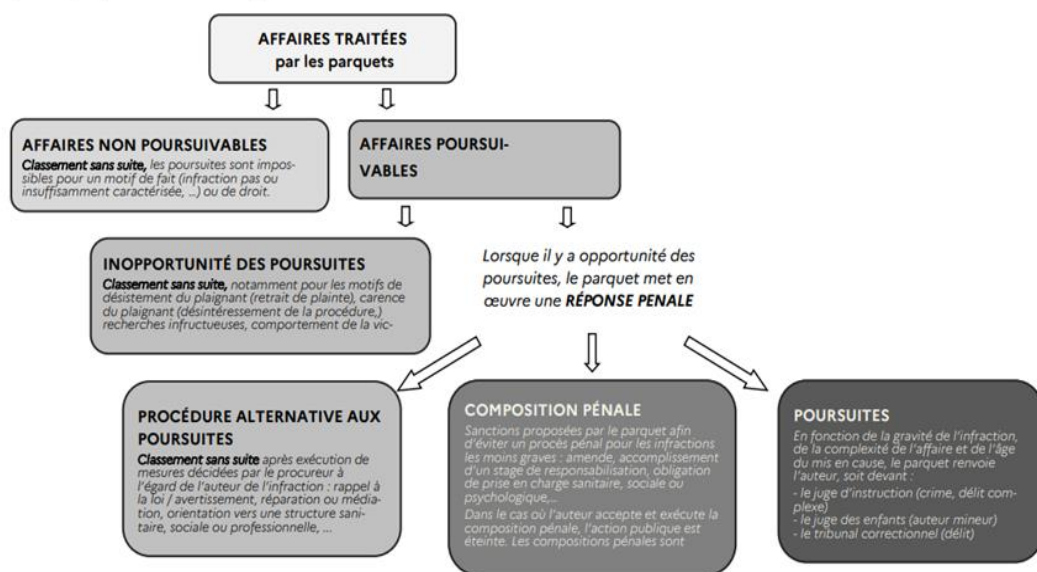 AFFAIRES TRAITÉES
par les parquets
AFFAIRES NON POURSUIVABLES
Classement sans suite, les poursuites sont impos-
sibles pour un motif de fait (infraction pas ou
insuffisamment caractérisée, ...) ou de droit.
AFFAIRES POURSUI-
VABLES
INOPPORTUNITÉ DES POURSUITES
Classement sans suite, notamment pour les motifs de
désistement du plaignant (retrait de plainte), carence
du plaignant (désintéressement de la procédure,)
recherches infructueuses, comportement de la vic-
Lorsque il y a opportunité des
poursuites, le parquet met en
œuvre une RÉPONSE PENALE
PROCÉDURE ALTERNATIVE AUX
POURSUITES
Classement sans suite après exécution de
mesures décidées par le procureur à
l'égard de l'auteur de l'infraction : rappel à
la loi / avertissement, réparation ou média-
tion, orientation vers une structure sani-
taire, sociale ou professionnelle, ...
COMPOSITION PÉNALE
Sanctions proposées par le parquet afin
d'éviter un procès pénal pour les infractions
les moins graves : amende, accomplissement
d'un stage de responsabilisation, obligation
de prise en charge sanitaire, sociale ou
psychologique,...
Dans le cas où l'auteur accepte et exécute la
composition pénale, l'action publique est
éteinte. Les compositions pénales sont
POURSUITES
En fonction de la gravité de l'infraction,
de la complexité de l'affaire et de l'âge
du mis en cause, le parquet renvoie
l'auteur, soit devant :
- le juge d'instruction (crime, délit com-
plexe)
- le juge des enfants (auteur mineur)
- le tribunal correctionnel (délit)